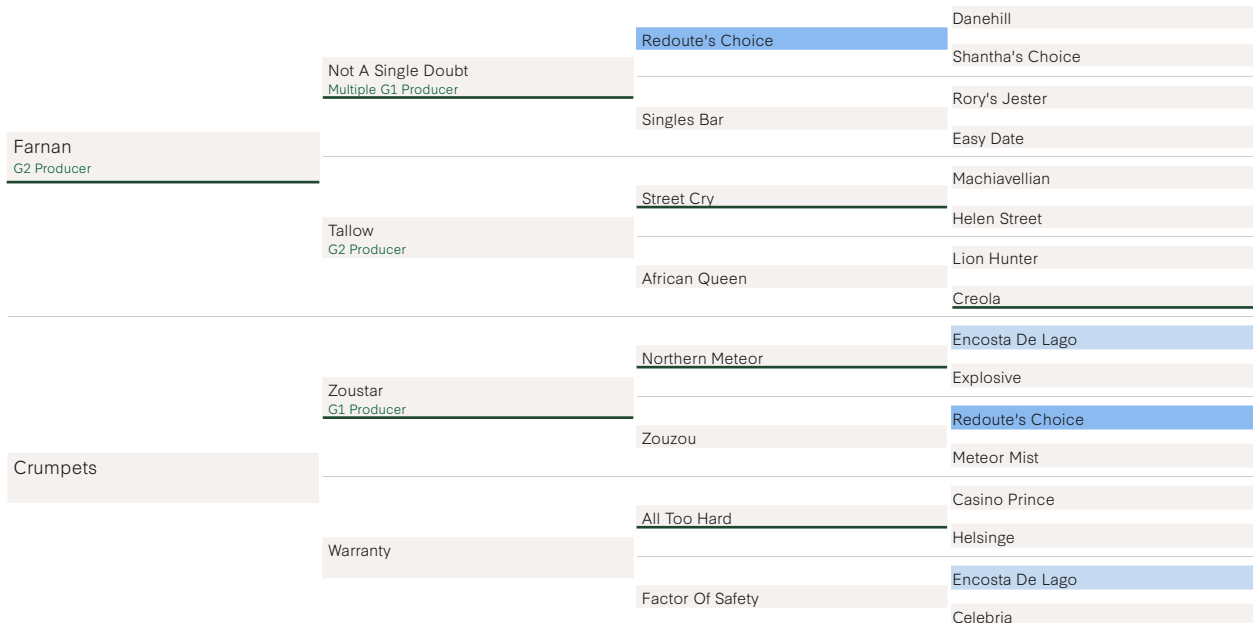 Danehill
Redoute's Choice
Shantha's Choice
Not A Single Doubt
Multiple G1 Producer
Rory's Jester
Singles Bar
Easy Date
Farnan
G2 Producer
Machiavellian
Street Cry
Helen Street
Tallow
G2 Producer
Lion Hunter
African Queen
Creola
Encosta De Lago
Northern Meteor
Explosive
Zoustar
G1 Producer
Redoute's Choice
Zouzou
Meteor Mist
Crumpets
Casino Prince
All Too Hard
Helsinge
Warranty
Encosta De Lago
Factor Of Safety
Celebria